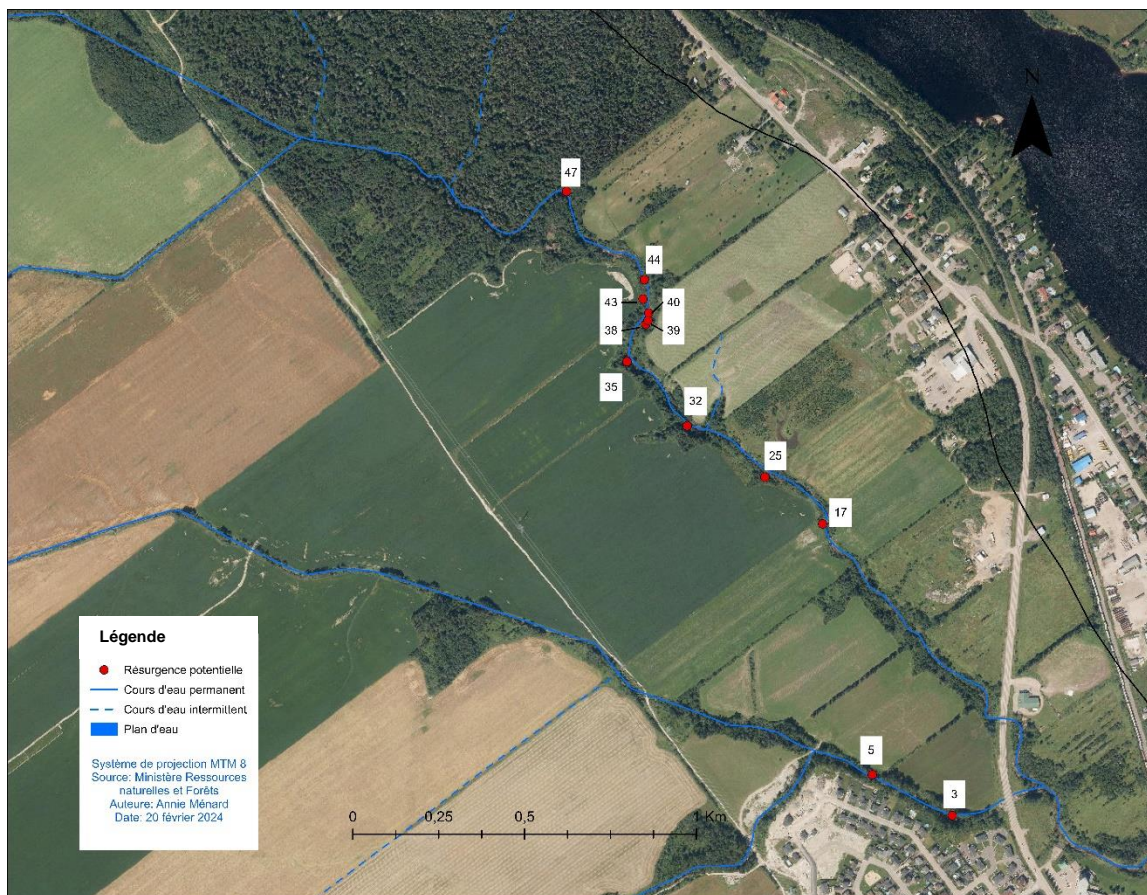 N
47
44
43
40
38
39
35
32
25
17
5
3
Légende
Résurgence potentielle
Cours d'eau permanent
Cours d'eau intermittent
Plan d'eau
Système de projection MTM 8
Source: Ministère Ressources
naturelles et Forêts
Auteure: Annie Ménard
Date: 20 février 2024
0 0,25 0,5 1 Km